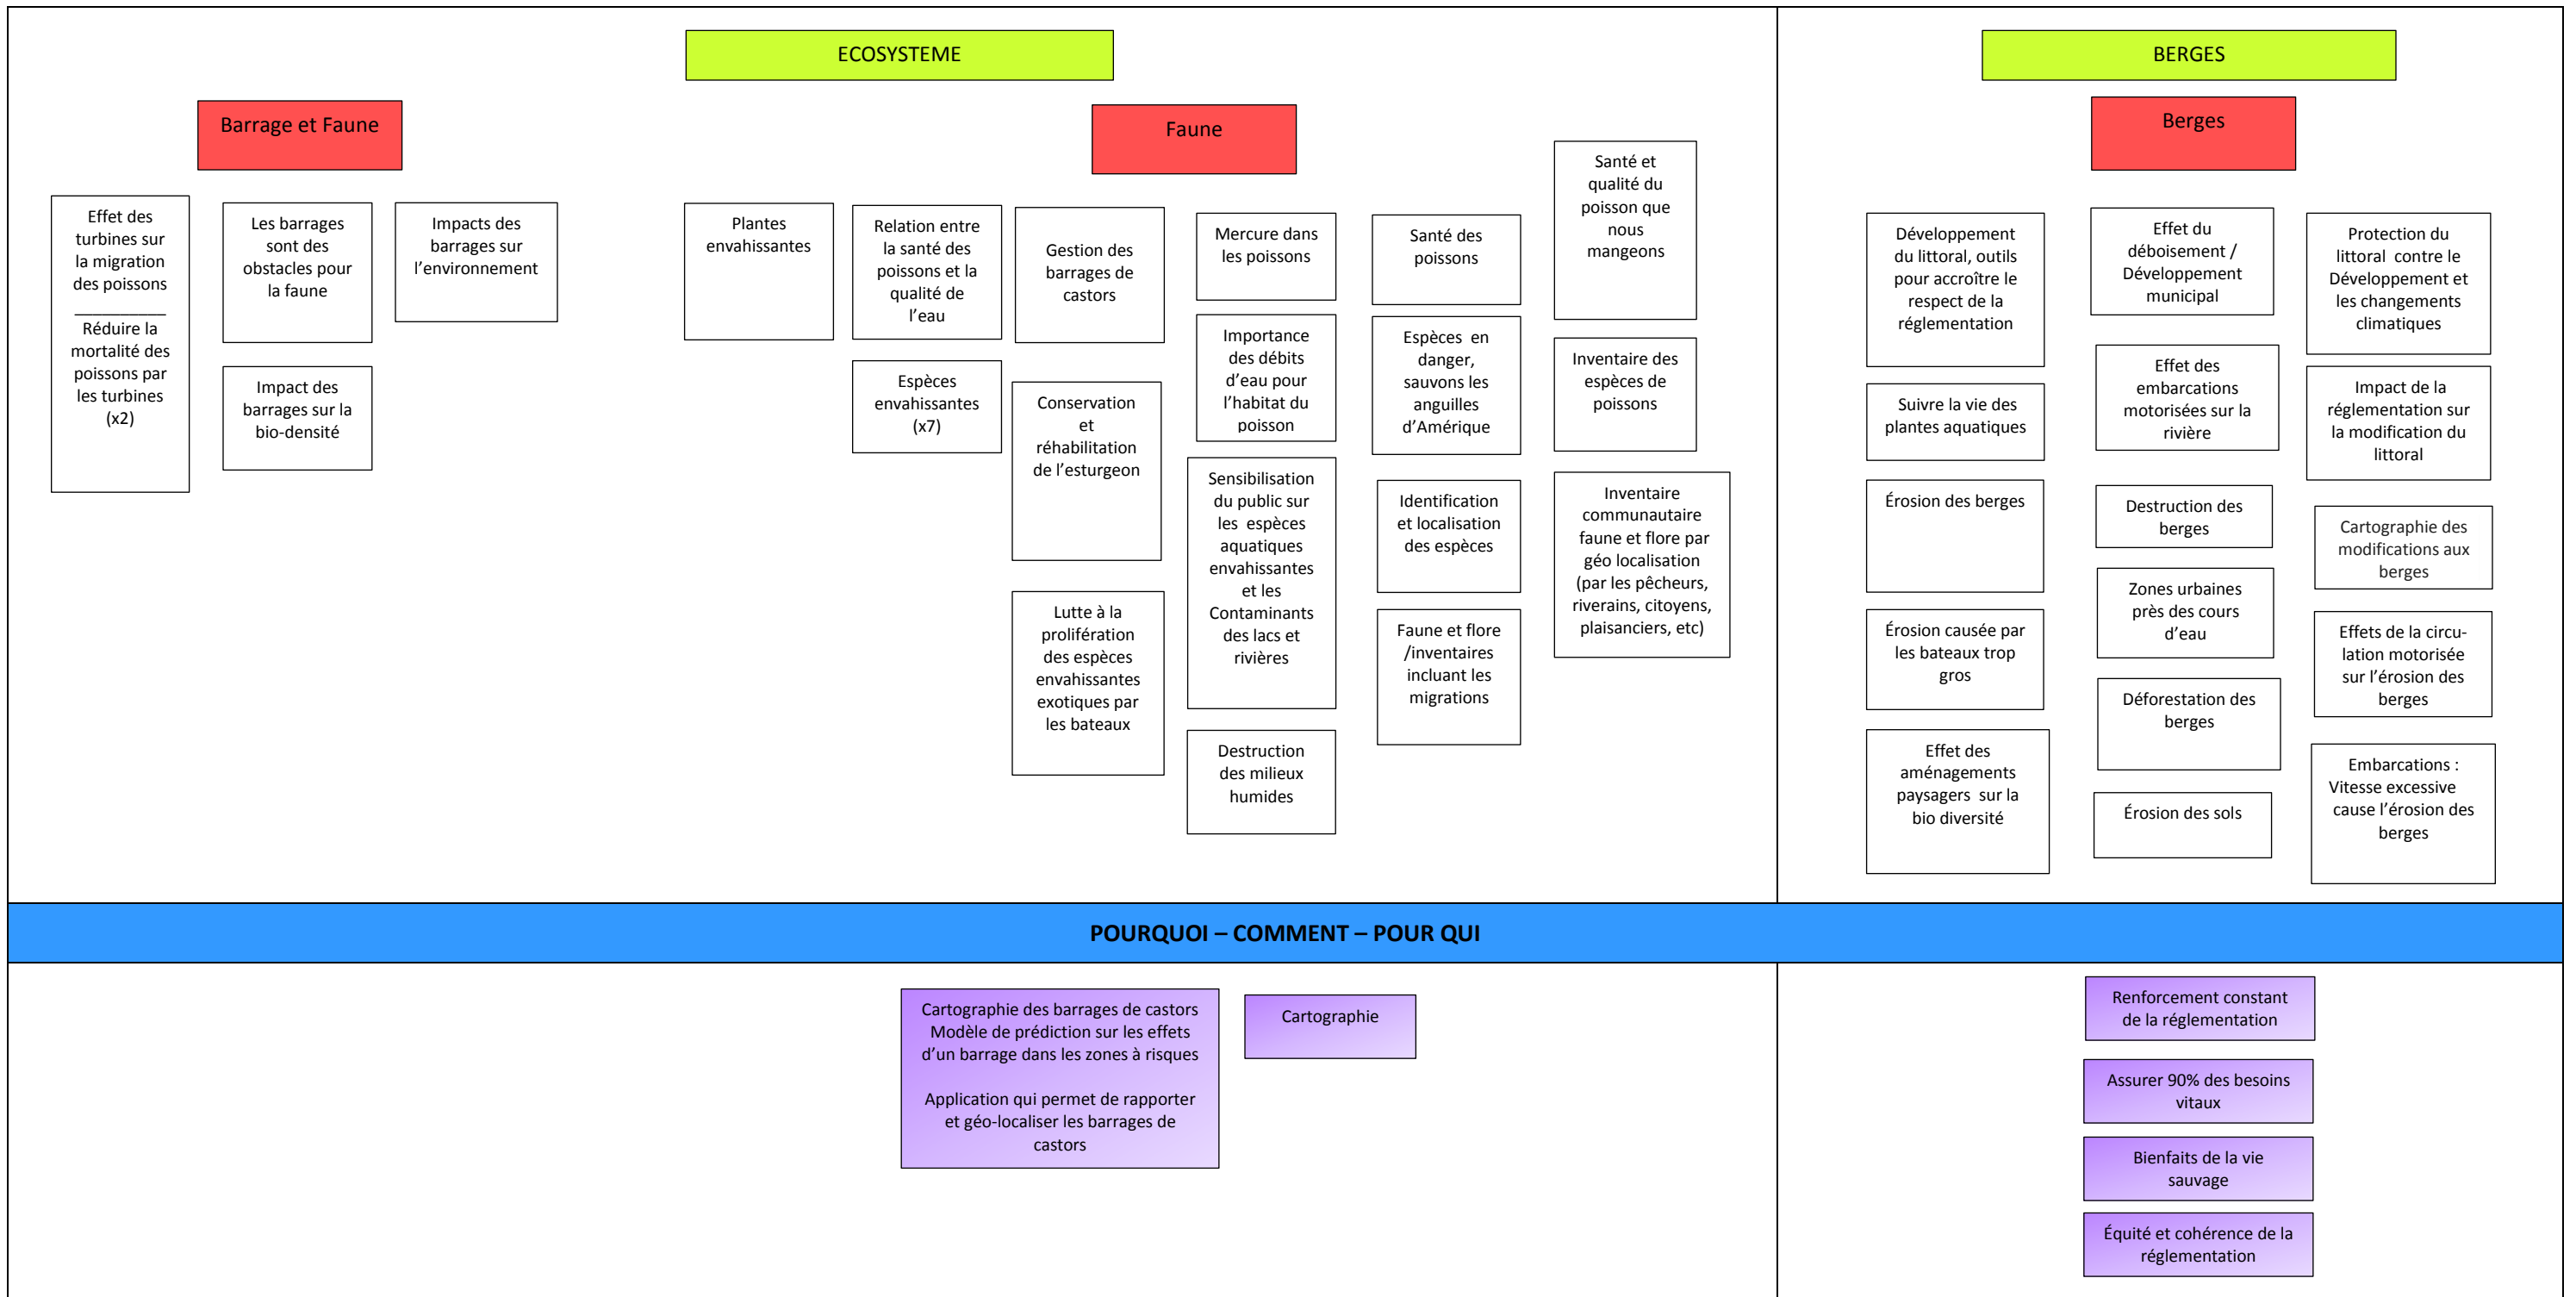 ECOSYSTEME
Barrage et Faune
Effet des
turbines sur
la migration
des poissons
___________
Réduire la
mortalité des
poissons par
les turbines
(x2)
Les barrages
sont des
obstacles pour
la faune
Impact des
barrages sur la
bio-densité
Impacts des
barrages sur
l’environnement
Faune
Plantes
envahissantes
Relation entre
la santé des
poissons et la
qualité de
l’eau
Espèces
envahissantes
(x7)
Gestion des
barrages de
castors
Conservation
et
réhabilitation
de l’esturgeon
Lutte à la
prolifération
des espèces
envahissantes
exotiques par
les bateaux
Mercure dans
les poissons
Importance
des débits
d’eau pour
l’habitat du
poisson
Sensibilisation
du public sur
les espèces
aquatiques
envahissantes
et les
Contaminants
des lacs et
rivières
Destruction
des milieux
humides
Santé des
poissons
Espèces en
danger,
sauvons les
anguilles
d’Amérique
Identification
et localisation
des espèces
Faune et flore
/inventaires
incluant les
migrations
Santé et
qualité du
poisson que
nous
mangeons
Inventaire des
espèces de
poissons
Inventaire
communautaire
faune et flore par
géo localisation
(par les pêcheurs,
riverains, citoyens,
plaisanciers, etc)
BERGES
Berges
Développement
du littoral, outils
pour accroître le
respect de la
réglementation
Suivre la vie des
plantes aquatiques
Érosion des berges
Érosion causée par
les bateaux trop
gros
Effet des
aménagements
paysagers sur la
bio diversité
Effet du
déboisement /
Développement
municipal
Effet des
embarcations
motorisées sur la
rivière
Destruction des
berges
Zones urbaines
près des cours
d’eau
Déforestation des
berges
Érosion des sols
Protection du
littoral contre le
Développement et
les changements
climatiques
Impact de la
réglementation sur
la modification du
littoral
Cartographie des
modifications aux
berges
Effets de la circu-
lation motorisée
sur l’érosion des
berges
Embarcations :
Vitesse excessive
cause l’érosion des
berges
POURQUOI – COMMENT – POUR QUI
Cartographie des barrages de castors
Modèle de prédiction sur les effets
d’un barrage dans les zones à risques
Application qui permet de rapporter
et géo-localiser les barrages de
castors
Cartographie
Renforcement constant
de la réglementation
Assurer 90% des besoins
vitaux
Bienfaits de la vie
sauvage
Équité et cohérence de la
réglementation